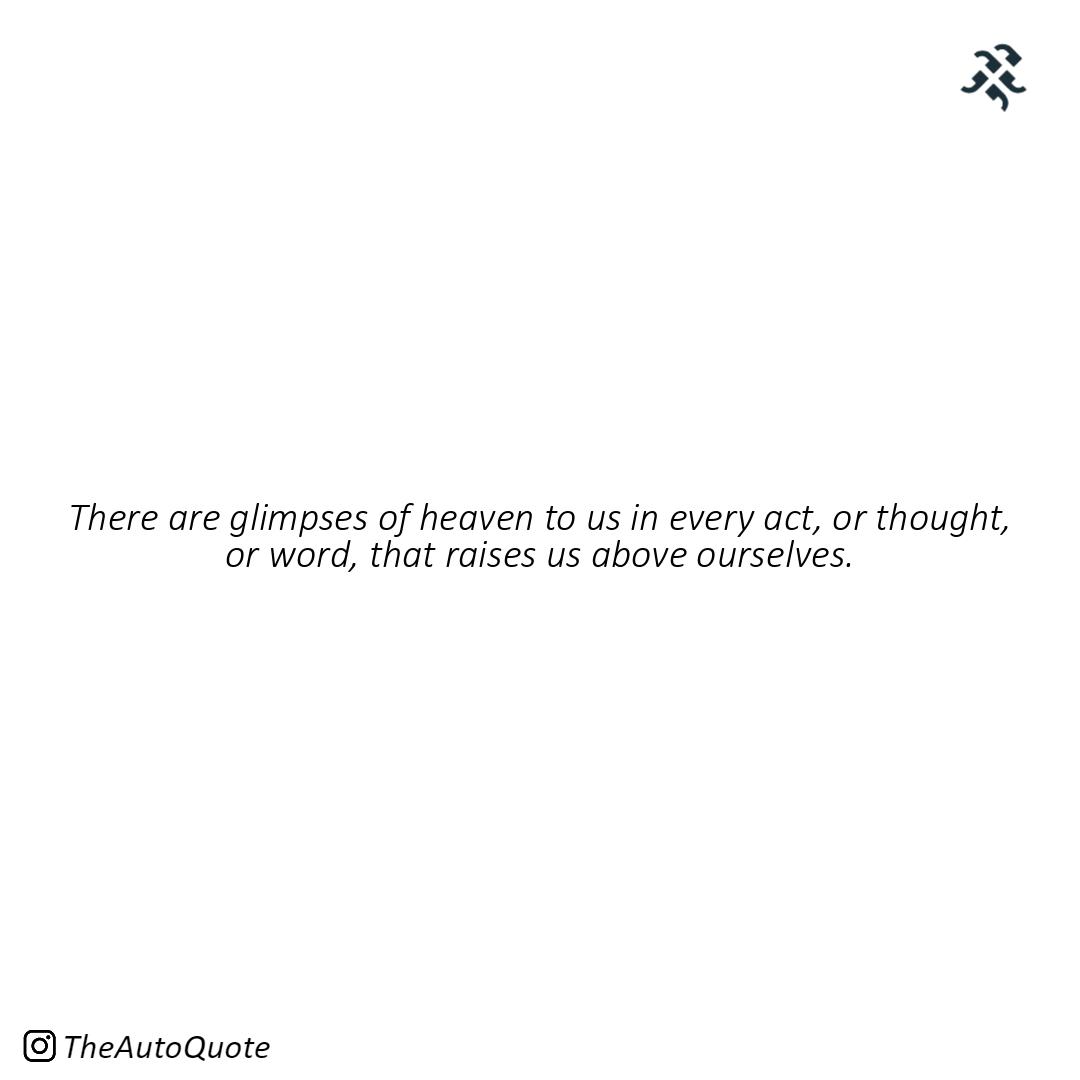 There are glimpses of heaven to us in every act, or thought,
or word, that raises us above ourselves.
TheAutoQuote